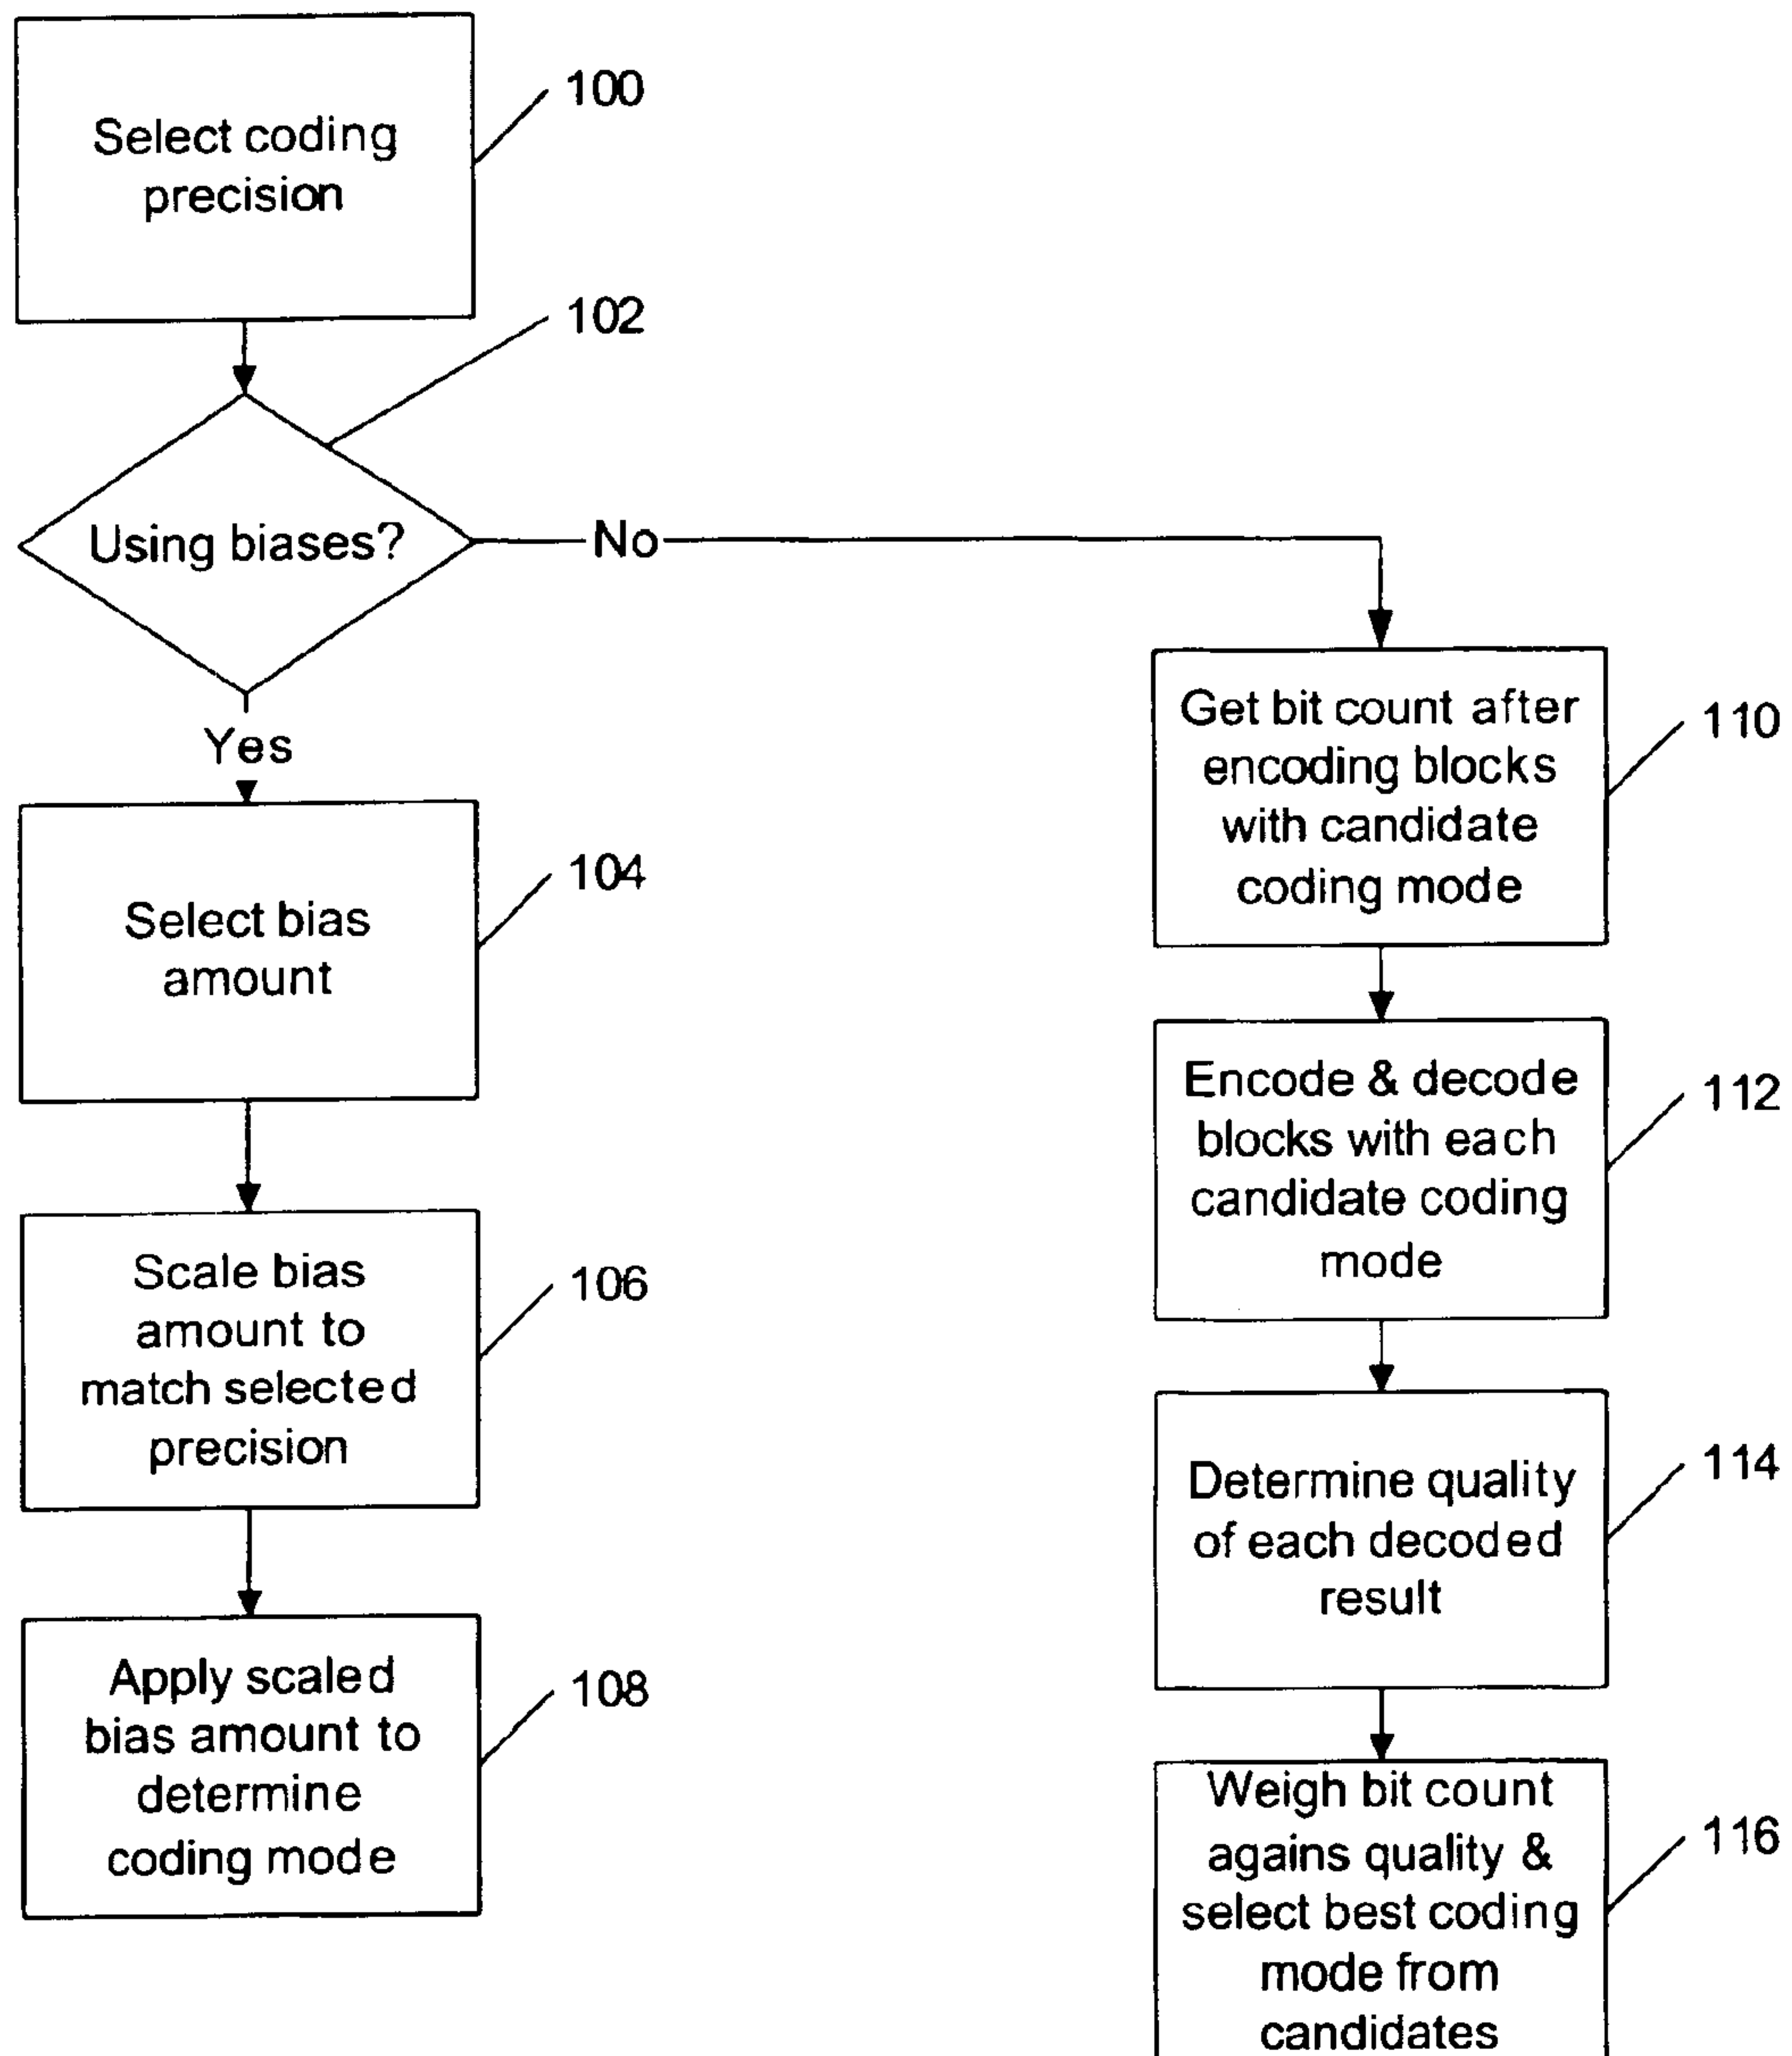 Select coding
precision
100
102
Using biases?
No
Yes
Select bias
amount
104
Scale bias
amount to
match selected
precision
106
Apply scaled
bias amount to
determine
coding mode
108
Get bit count after
encoding blocks
with candidate
coding mode
110
Encode & decode
blocks with each
candidate coding
mode
112
Determine quality
of each decoded
result
114
Weigh bit count
agains quality &
select best coding
mode from
candidates
116